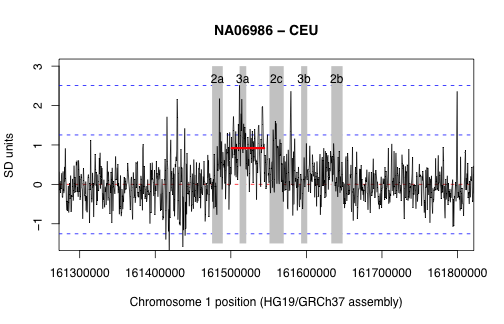 NA06986 – CEU
SD units
3
2
1
0
−1
2a 3a 2c 3b 2b
161300000 161400000 161500000 161600000 161700000 161800000
Chromosome 1 position (HG19/GRCh37 assembly)